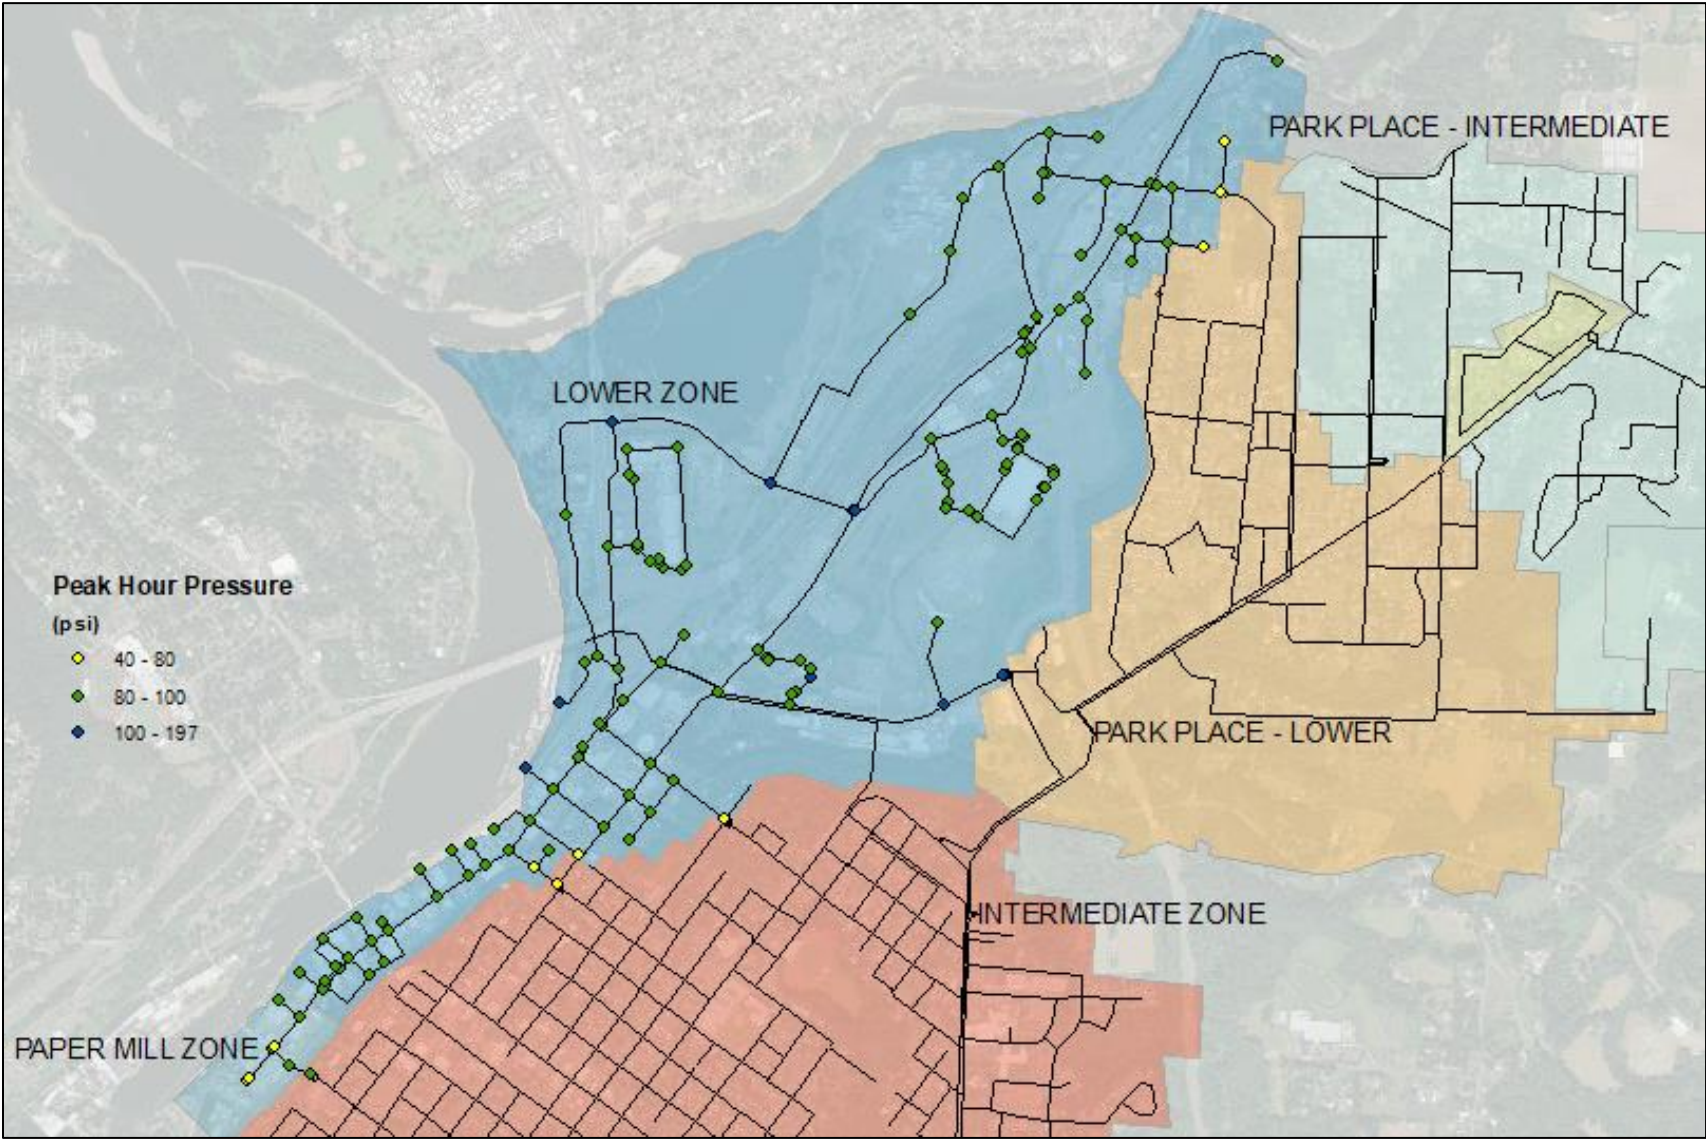 PARK PLACE - INTERMEDIATE
LOWER ZONE
Peak Hour Pressure
(psi)
40 - 80
80 - 100
100 - 197
PARK PLACE - LOWER
INTERMEDIATE ZONE
PAPER MILL ZONE